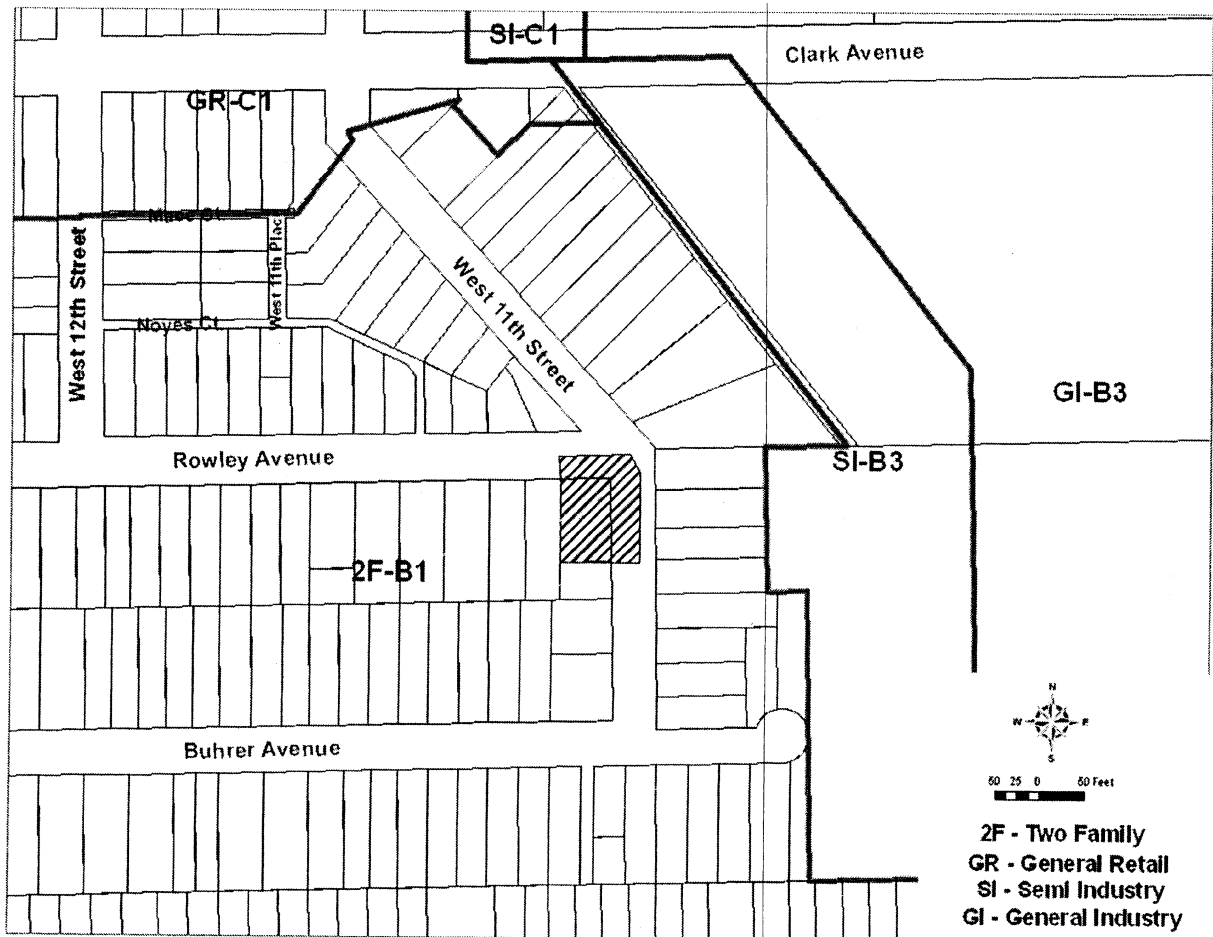 SI-C1
Clark Avenue
GR-C1
Mace Ct
West 12th Street
West 11th Plac
West 11th Street
Noyes Ct
GI-B3
Rowley Avenue
SI-B3
2F-B1
Buhrer Avenue
N
W
E
S
50 25 0 50 Feet
2F - Two Family
GR - General Retail
SI - Semi Industry
GI - General Industry